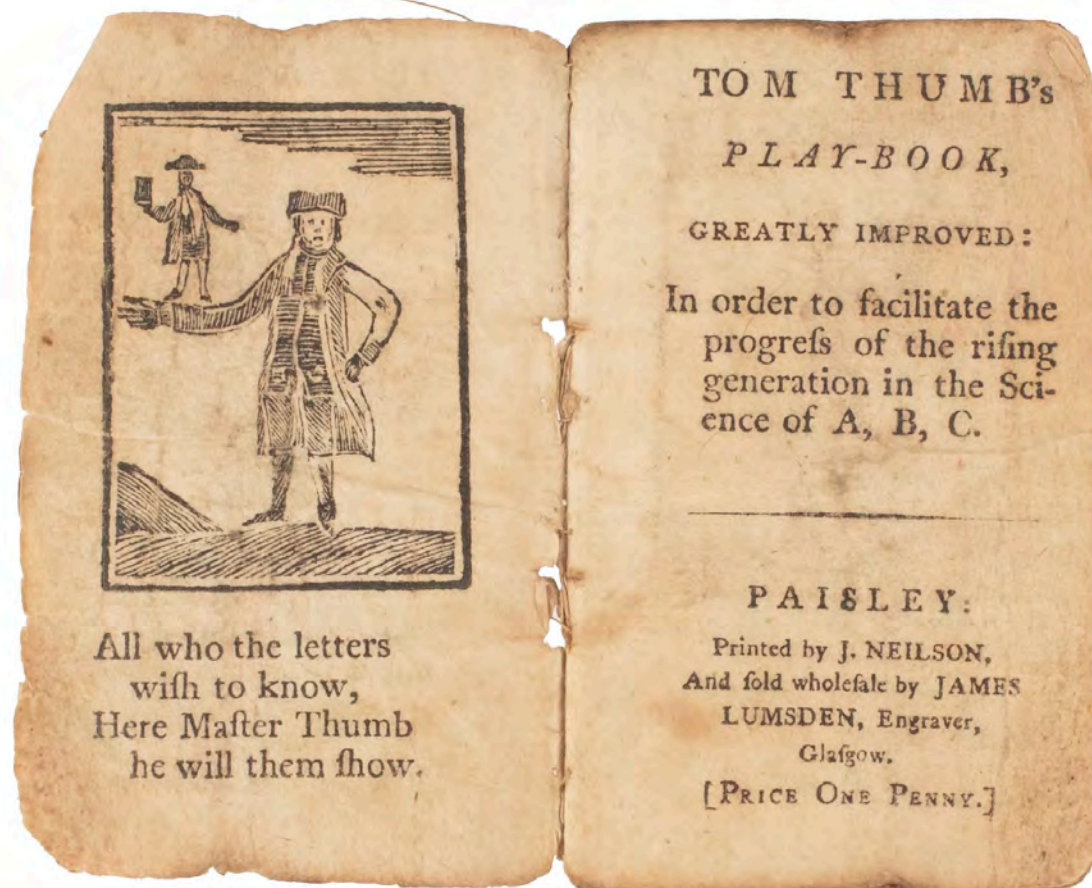 All who the letters
wiſh to know,
Here Maſter Thumb
he will them ſhow.
TOM THUMB's
PLAY-BOOK,
GREATLY IMPROVED:
In order to facilitate the
progreſs of the riſing
generation in the Sci-
ence of A, B, C.
PAISLEY:
Printed by J. NEILSON,
And ſold wholeſale by JAMES
LUMSDEN, Engraver,
Glaſgow.
[PRICE ONE PENNY.]